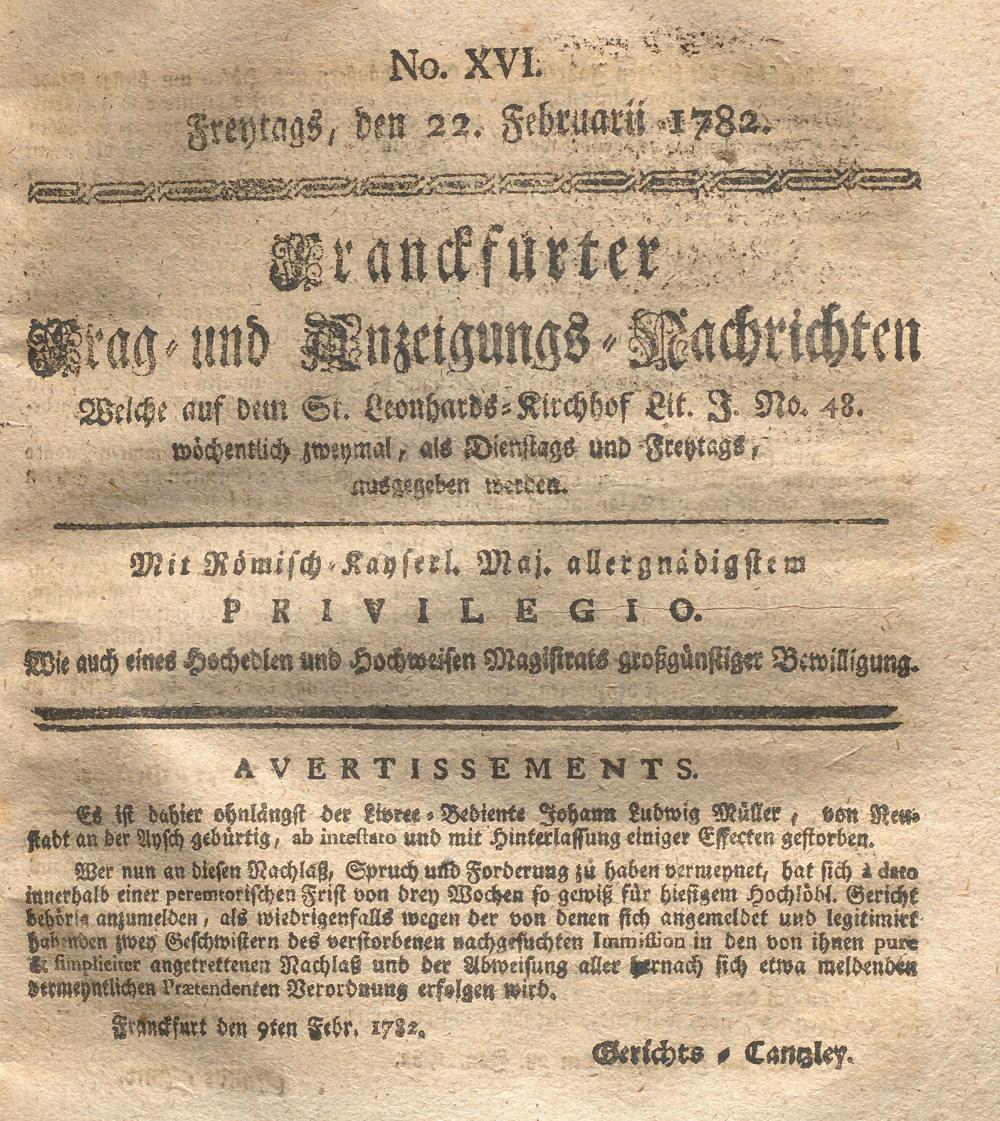 No. XVI.
Freytags, den 22. Februarii 1782.
Franckfurter
Frag- und Anzeigungs-Nachrichten
Welche auf dem St. Leonhards-Kirchhof Lit. J. No. 48.
wöchentlich zweymal, als Dienstags und Freytags,
ausgegeben werden.
Mit Römisch-Kayserl. Maj. allergnädigstem
PRIVILEGIO.
Wie auch eines Hochedlen und Hochweisen Magistrats großgünstiger Bewilligung.
AVERTISSEMENTS.
Es ist dahier ohnlängst der Livree-Bediente Johann Ludwig Müller, von Neu-
stadt an der Aysch gebürtig, ab intestato und mit Hinterlassung einiger Effecten gestorben.
Wer nun an diesen Nachlaß, Spruch und Forderung zu haben vermeynet, hat sich à dato
innerhalb einer peremtorischen Frist von drey Wochen so gewiß für hiesigem Hochlöbl. Gericht
behörig anzumelden, als wiedrigenfalls wegen der von denen sich angemeldet und legitimirt
habenden zwey Geschwistern des verstorbenen nachgesuchten Immission in den von ihnen pure
& simpliciter angetrettenen Nachlaß und der Abweisung aller hernach sich etwa meldenden
vermeyntlichen Prætendenten Verordnung erfolgen wird.
Franckfurt den 9ten Febr. 1782.
Gerichts-Cantzley.